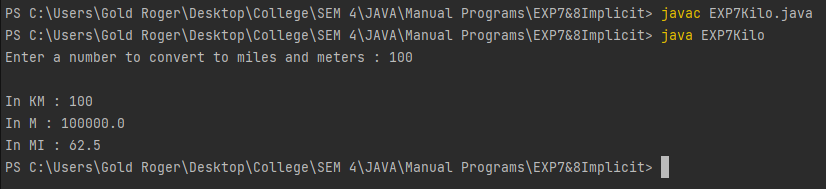 PS C:\Users\Gold Roger\Desktop\College\SEM 4\JAVA\Manual Programs\EXP7&8Implicit> javac EXP7Kilo.java
PS C:\Users\Gold Roger\Desktop\College\SEM 4\JAVA\Manual Programs\EXP7&8Implicit> java EXP7Kilo
Enter a number to convert to miles and meters : 100
In KM : 100
In M : 100000.0
In MI : 62.5
PS C:\Users\Gold Roger\Desktop\College\SEM 4\JAVA\Manual Programs\EXP7&8Implicit>